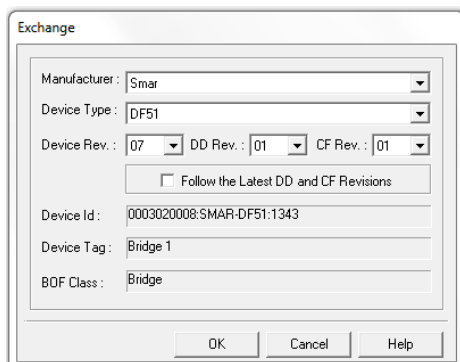 Exchange
Manufacturer : Smar
Device Type : DF51
Device Rev. : 07 DD Rev. : 01 CF Rev. : 01
Follow the Latest DD and CF Revisions
Device Id : 0003020008:SMAR-DF51:1343
Device Tag : Bridge 1
BOF Class : Bridge
OK Cancel Help